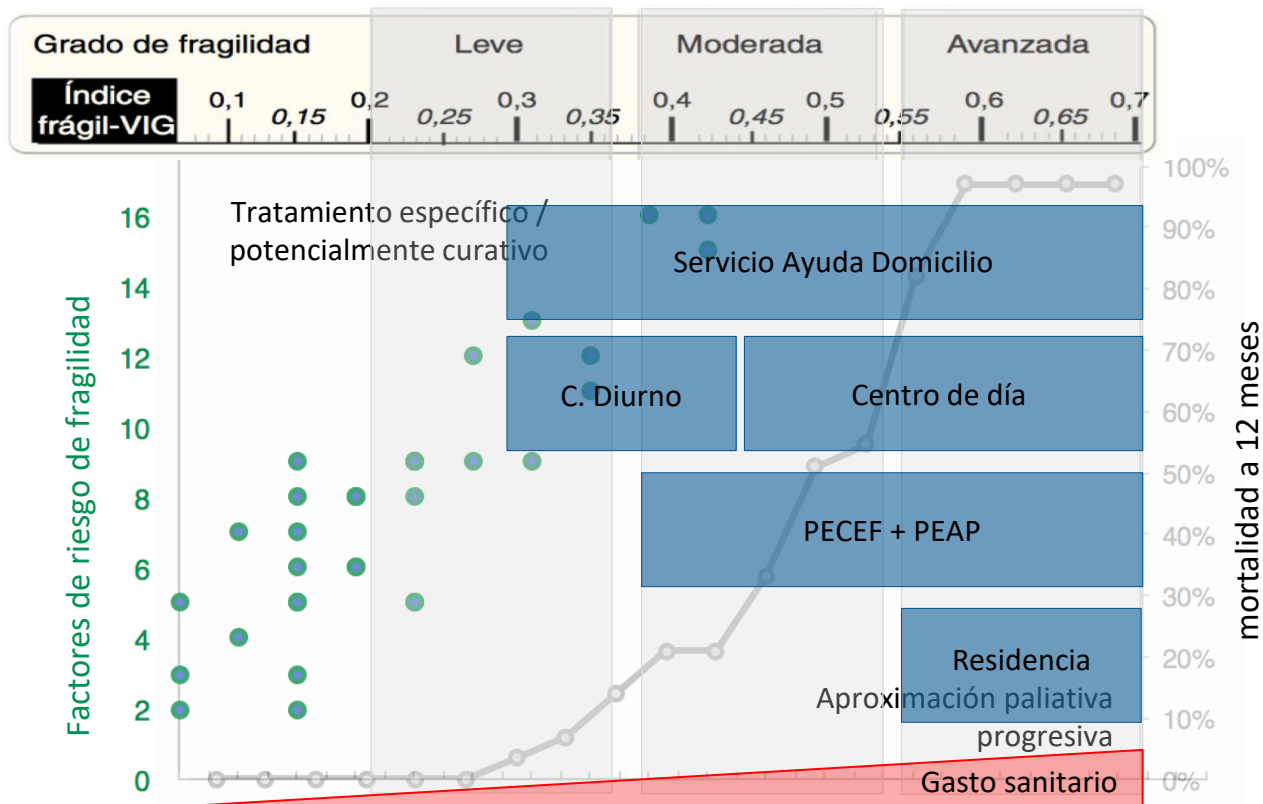 Grado de fragilidad Leve Moderada Avanzada
Índice frágil-VIG
0,1 0,15 0,2 0,25 0,3 0,35 0,4 0,45 0,5 0,55 0,6 0,65 0,7
Factores de riesgo de fragilidad
16
14
12
10
8
6
4
2
0
Tratamiento específico /
potencialmente curativo
Servicio Ayuda Domicilio
C. Diurno
Centro de día
PECEF + PEAP
Residencia
Aproximación paliativa
progresiva
Gasto sanitario
100%
90%
80%
70%
60%
50%
40%
30%
20%
10%
0%
mortalidad a 12 meses